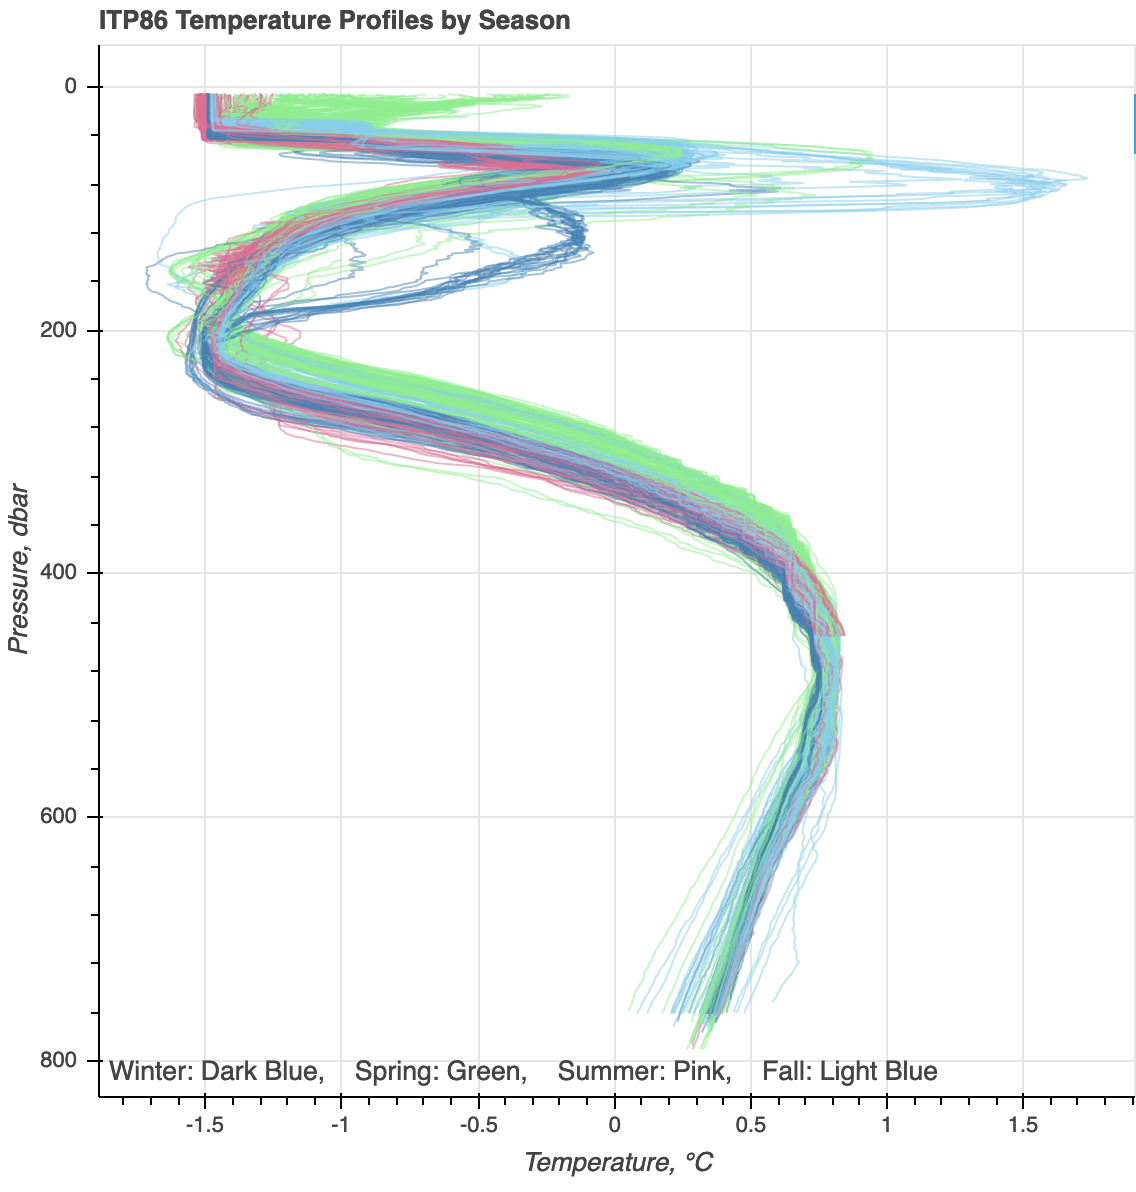 ITP86 Temperature Profiles by Season
0
200
400
600
800
Pressure, dbar
Winter: Dark Blue, Spring: Green, Summer: Pink, Fall: Light Blue
-1.5 -1 -0.5 0 0.5 1 1.5
Temperature, °C